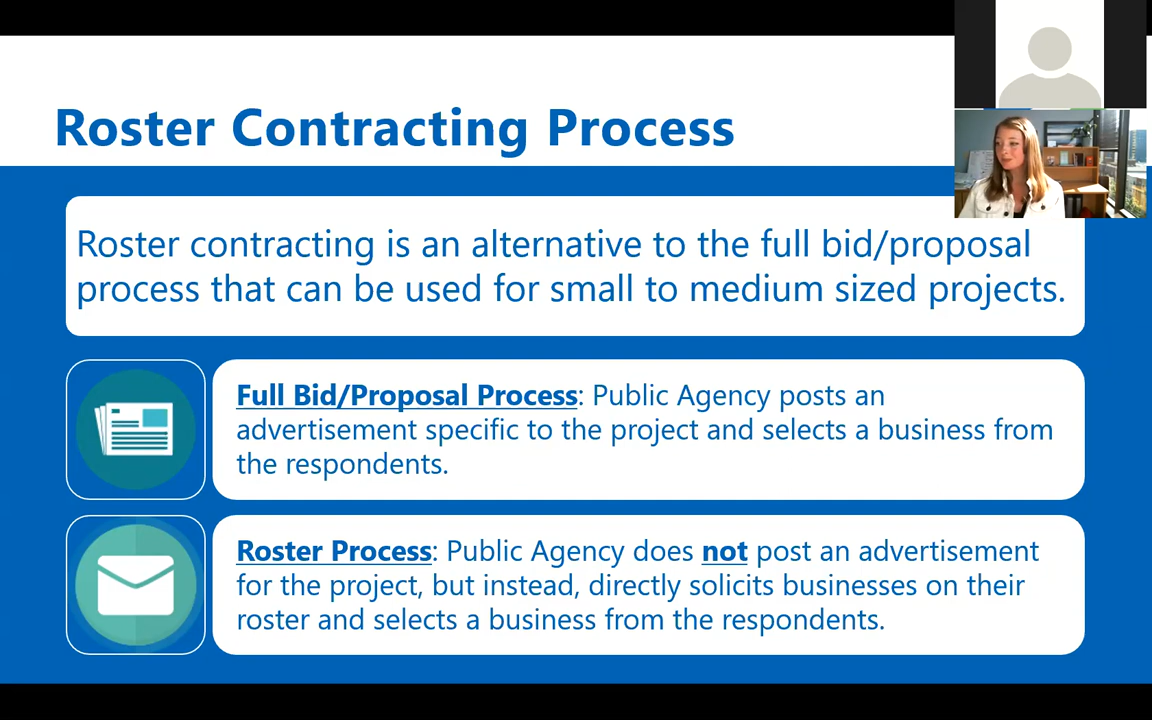 Roster Contracting Process
Roster contracting is an alternative to the full bid/proposal
process that can be used for small to medium sized projects.
Full Bid/Proposal Process: Public Agency posts an
advertisement specific to the project and selects a business from
the respondents.
Roster Process: Public Agency does not post an advertisement
for the project, but instead, directly solicits businesses on their
roster and selects a business from the respondents.